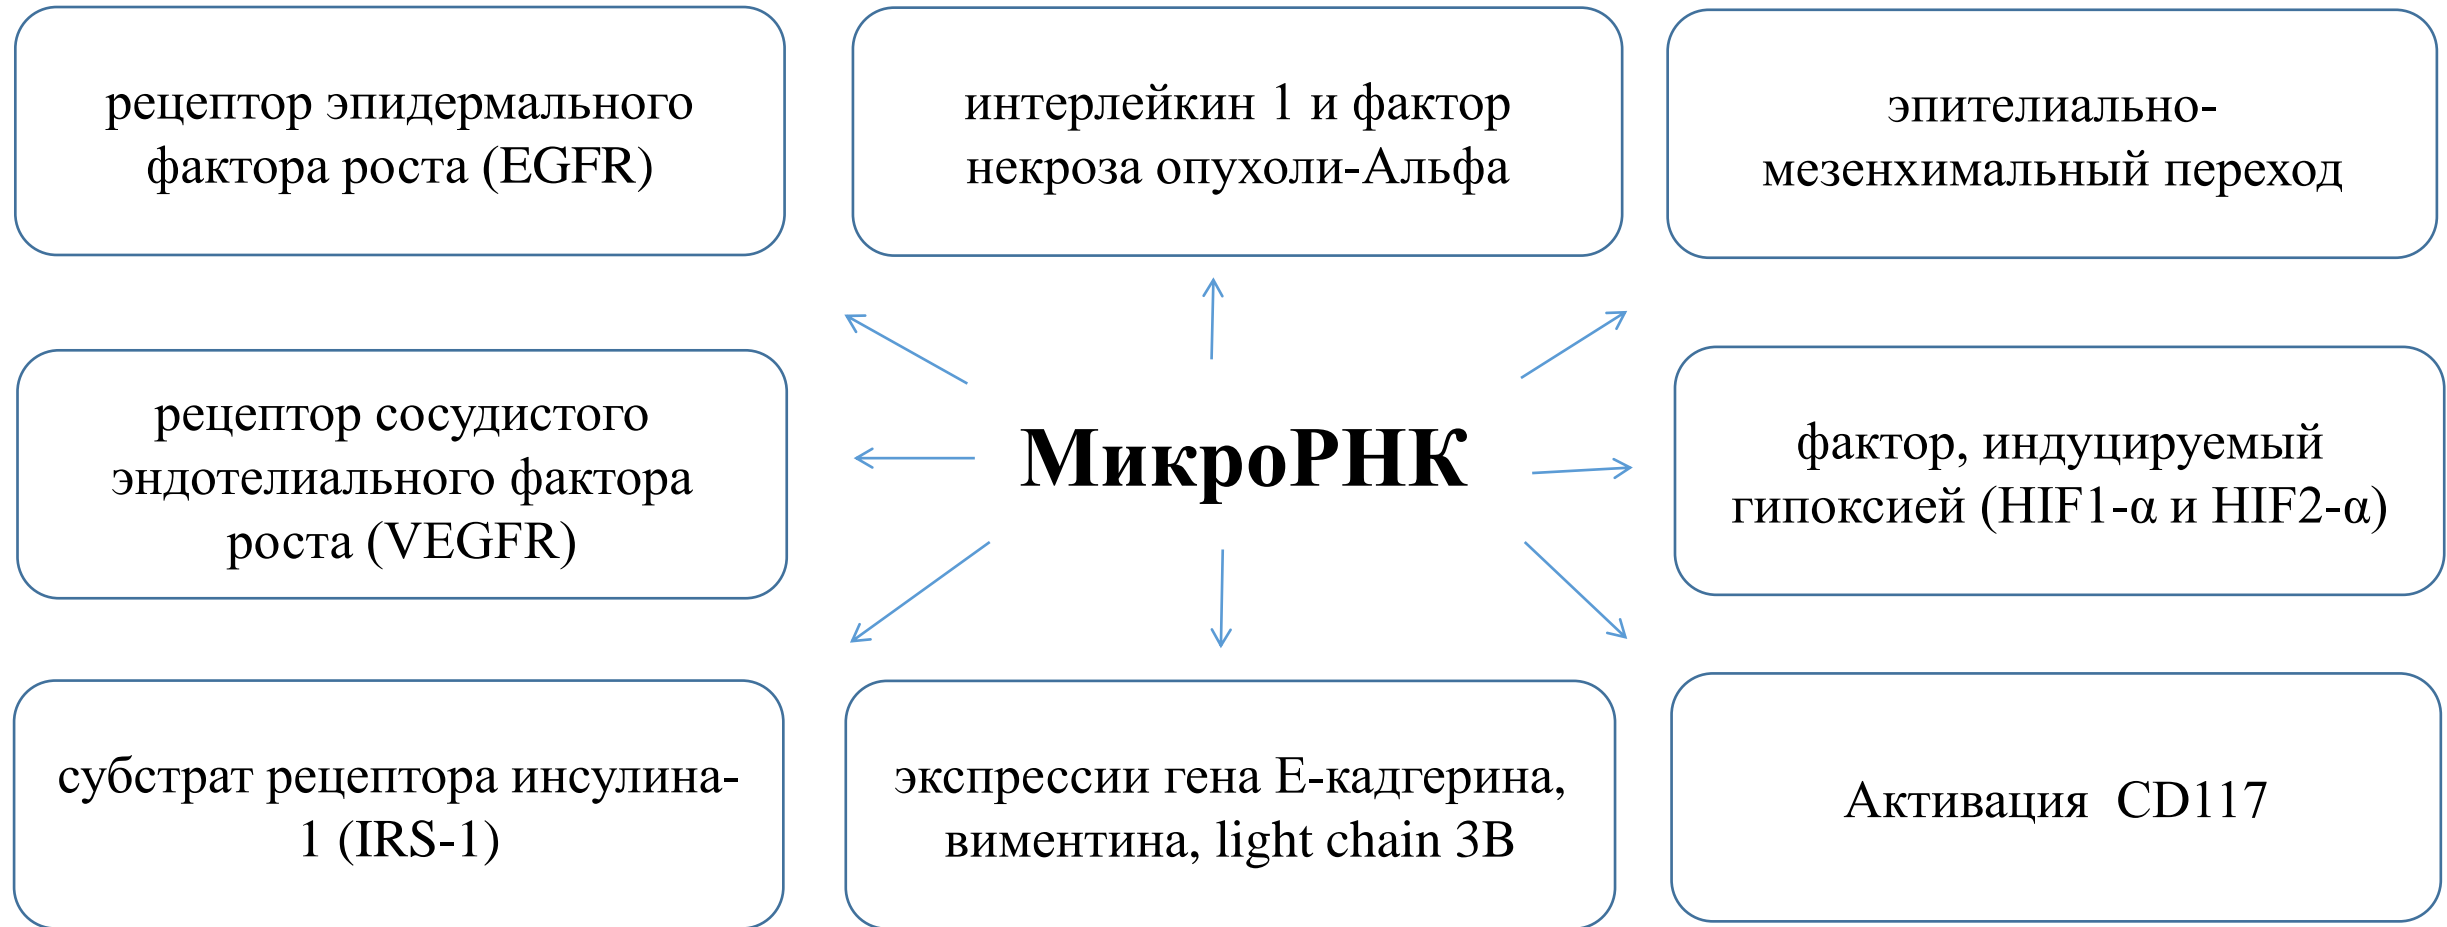 рецептор эпидермального
фактора роста (EGFR)
интерлейкин 1 и фактор
некроза опухоли-Альфа
эпителиально-
мезенхимальный переход
рецептор сосудистого
эндотелиального фактора
роста (VEGFR)
МикроРНК
фактор, индуцируемый
гипоксией (HIF1-α и HIF2-α)
субстрат рецептора инсулина-
1 (IRS-1)
экспрессии гена Е-кадгерина,
виментина, light chain 3B
Активация CD117